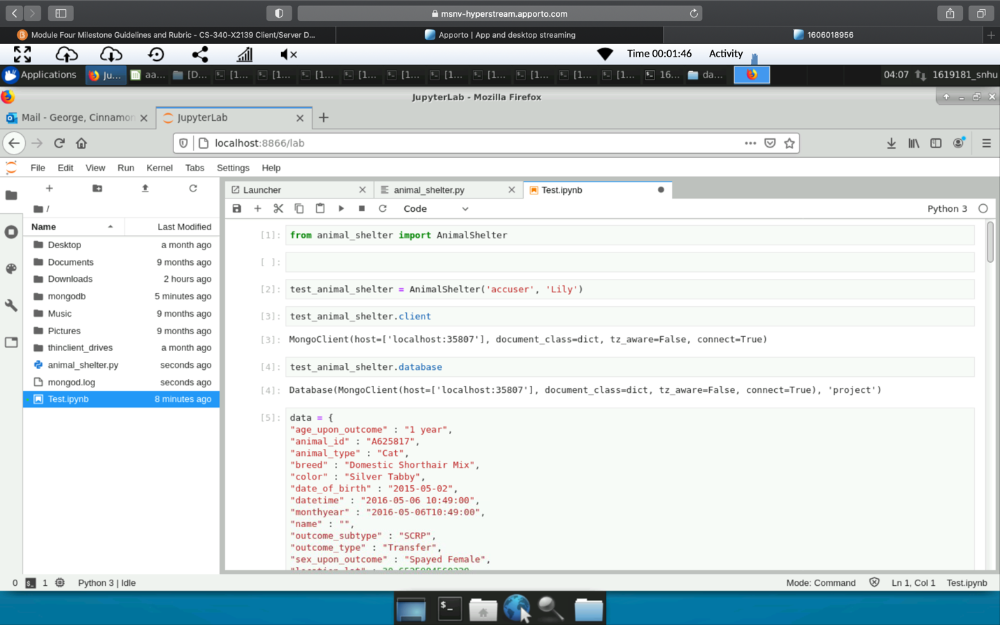 msnv-hyperstream.apporto.com
Module Four Milestone Guidelines and Rubric - CS-340-X2139 Client/Server D...
Apporto | App and desktop streaming
1606018956
Time 00:01:46 Activity
Applications Ju... aa... [D... [1... [1... [1... [1... [1... [1... [1... [1... [1... [1... 16... da... 04:07 1619181_snhu
JupyterLab - Mozilla Firefox
Mail - George, Cinnamon
JupyterLab
localhost:8866/lab
File Edit View Run Kernel Tabs Settings Help
Launcher animal_shelter.py Test.ipynb
Code Python 3
/
Name Last Modified
Desktop a month ago
Documents 9 months ago
Downloads 2 hours ago
mongodb 5 minutes ago
Music 9 months ago
Pictures 9 months ago
thinclient_drives a month ago
animal_shelter.py seconds ago
mongod.log seconds ago
Test.ipynb 8 minutes ago
[1]: from animal_shelter import AnimalShelter
[ ]:
[2]: test_animal_shelter = AnimalShelter('accuser', 'Lily')
[3]: test_animal_shelter.client
[3]: MongoClient(host=['localhost:35807'], document_class=dict, tz_aware=False, connect=True)
[4]: test_animal_shelter.database
[4]: Database(MongoClient(host=['localhost:35807'], document_class=dict, tz_aware=False, connect=True), 'project')
[5]: data = {
"age_upon_outcome" : "1 year",
"animal_id" : "A625817",
"animal_type" : "Cat",
"breed" : "Domestic Shorthair Mix",
"color" : "Silver Tabby",
"date_of_birth" : "2015-05-02",
"datetime" : "2016-05-06 10:49:00",
"monthyear" : "2016-05-06T10:49:00",
"name" : "",
"outcome_subtype" : "SCRP",
"outcome_type" : "Transfer",
"sex_upon_outcome" : "Spayed Female",
0 1 Python 3 | Idle Mode: Command Ln 1, Col 1 Test.ipynb